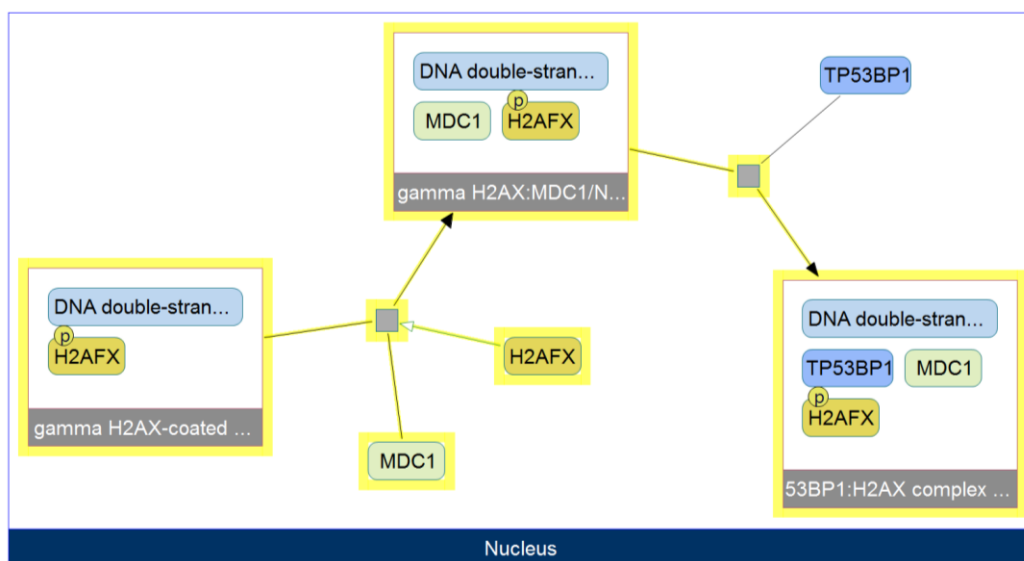 DNA double-stran...
p
MDC1
H2AFX
gamma H2AX:MDC1/N...
TP53BP1
DNA double-stran...
p
H2AFX
gamma H2AX-coated ...
H2AFX
MDC1
DNA double-stran...
TP53BP1
MDC1
p
H2AFX
53BP1:H2AX complex ...
Nucleus